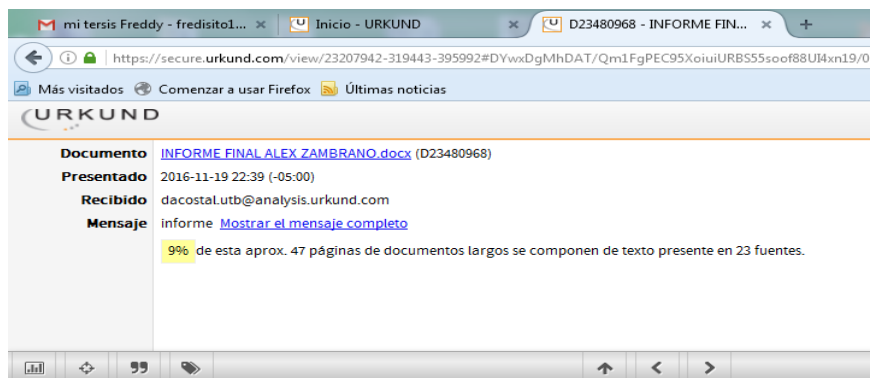 mi tersis Freddy - fredisito1...
Inicio - URKUND
D23480968 - INFORME FIN...
https://secure.urkund.com/view/23207942-319443-395992#DYwxDgMhDAT/Qm1FgPEC95XoiuiURBS55soof88UI4xn19/0
Más visitados Comenzar a usar Firefox Últimas noticias
URKUND
Documento INFORME FINAL ALEX ZAMBRANO.docx (D23480968)
Presentado 2016-11-19 22:39 (-05:00)
Recibido dacostal.utb@analysis.urkund.com
Mensaje informe Mostrar el mensaje completo
9% de esta aprox. 47 páginas de documentos largos se componen de texto presente en 23 fuentes.